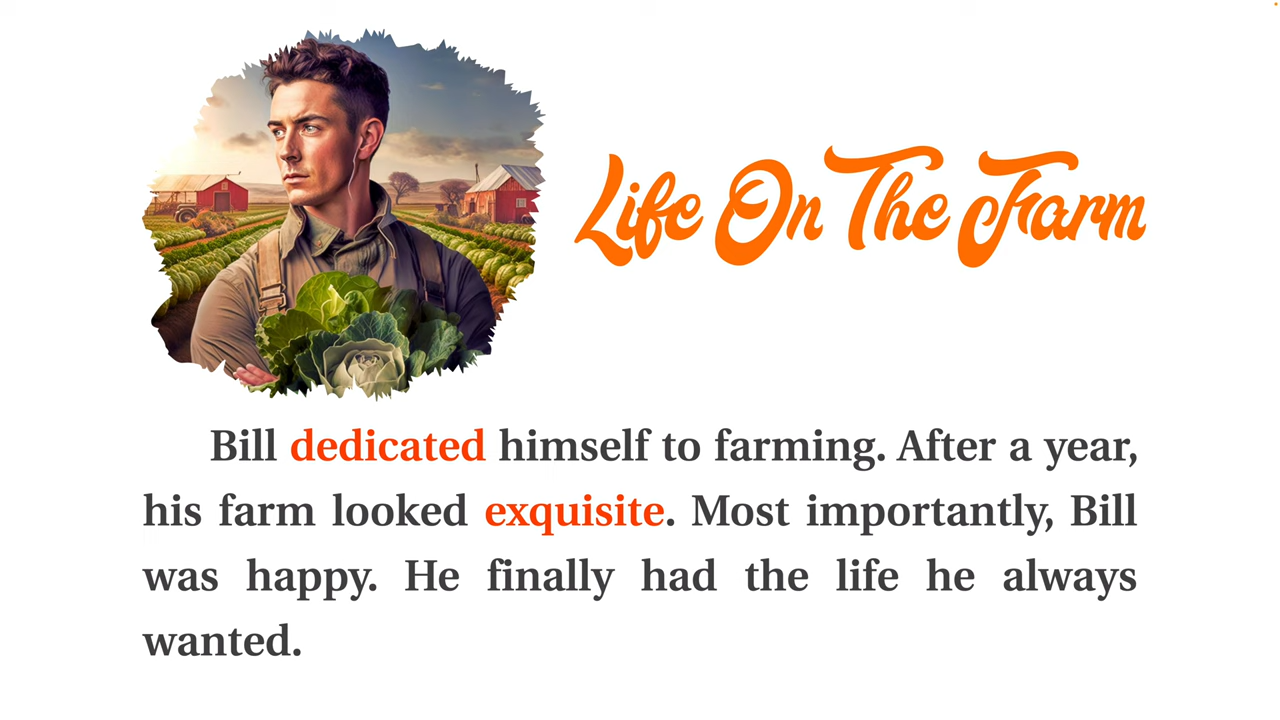 Life On The Farm
Bill dedicated himself to farming. After a year,
his farm looked exquisite. Most importantly, Bill
was happy. He finally had the life he always
wanted.